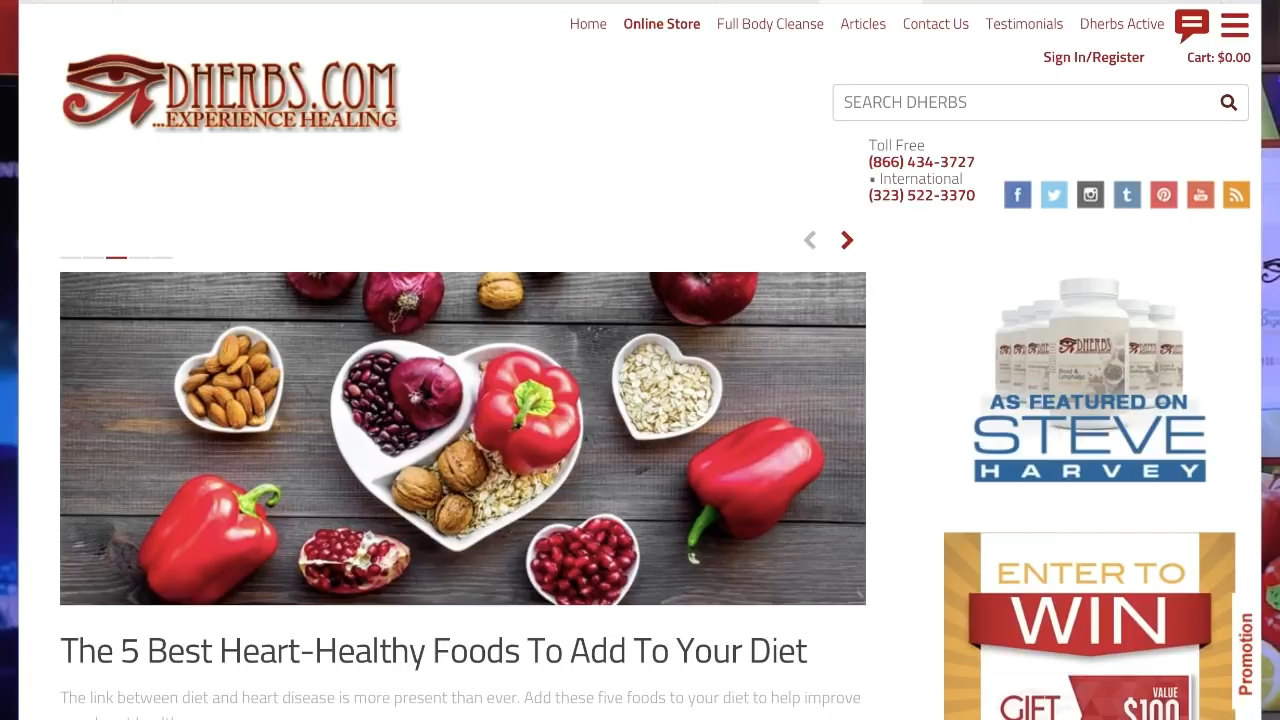 Home Online Store Full Body Cleanse Articles Contact Us Testimonials Dherbs Active
Sign In/Register Cart: $0.00
DHERBS.COM
...EXPERIENCE HEALING
SEARCH DHERBS
Toll Free
(866) 434-3727
▪ International
(323) 522-3370
DHERBS
AS FEATURED ON
STEVE
HARVEY
ENTER TO
WIN
GIFT
VALUE
$100
Promotion
The 5 Best Heart-Healthy Foods To Add To Your Diet
The link between diet and heart disease is more present than ever. Add these five foods to your diet to help improve